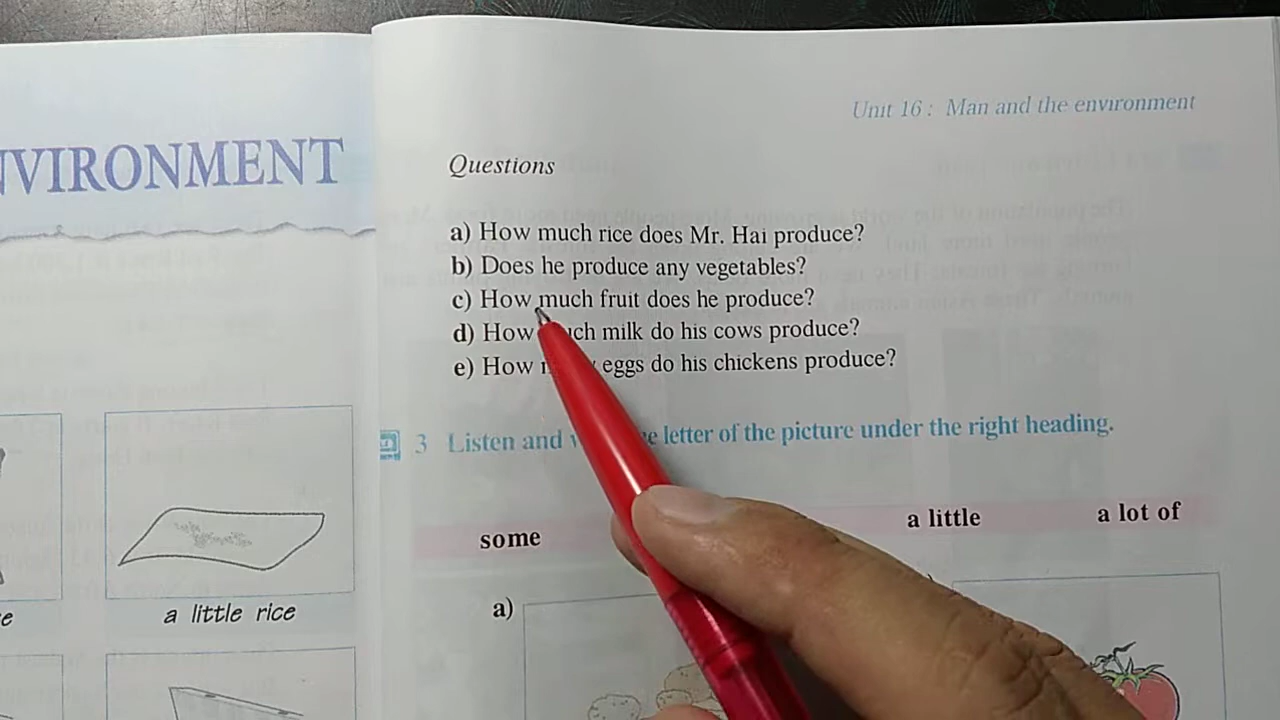 NVIRONMENT
a little rice
Unit 16 : Man and the environment
Questions
a) How much rice does Mr. Hai produce?
b) Does he produce any vegetables?
c) How much fruit does he produce?
d) How much milk do his cows produce?
e) How eggs do his chickens produce?
3 Listen and letter of the picture under the right heading.
some
a little
a lot of
a)